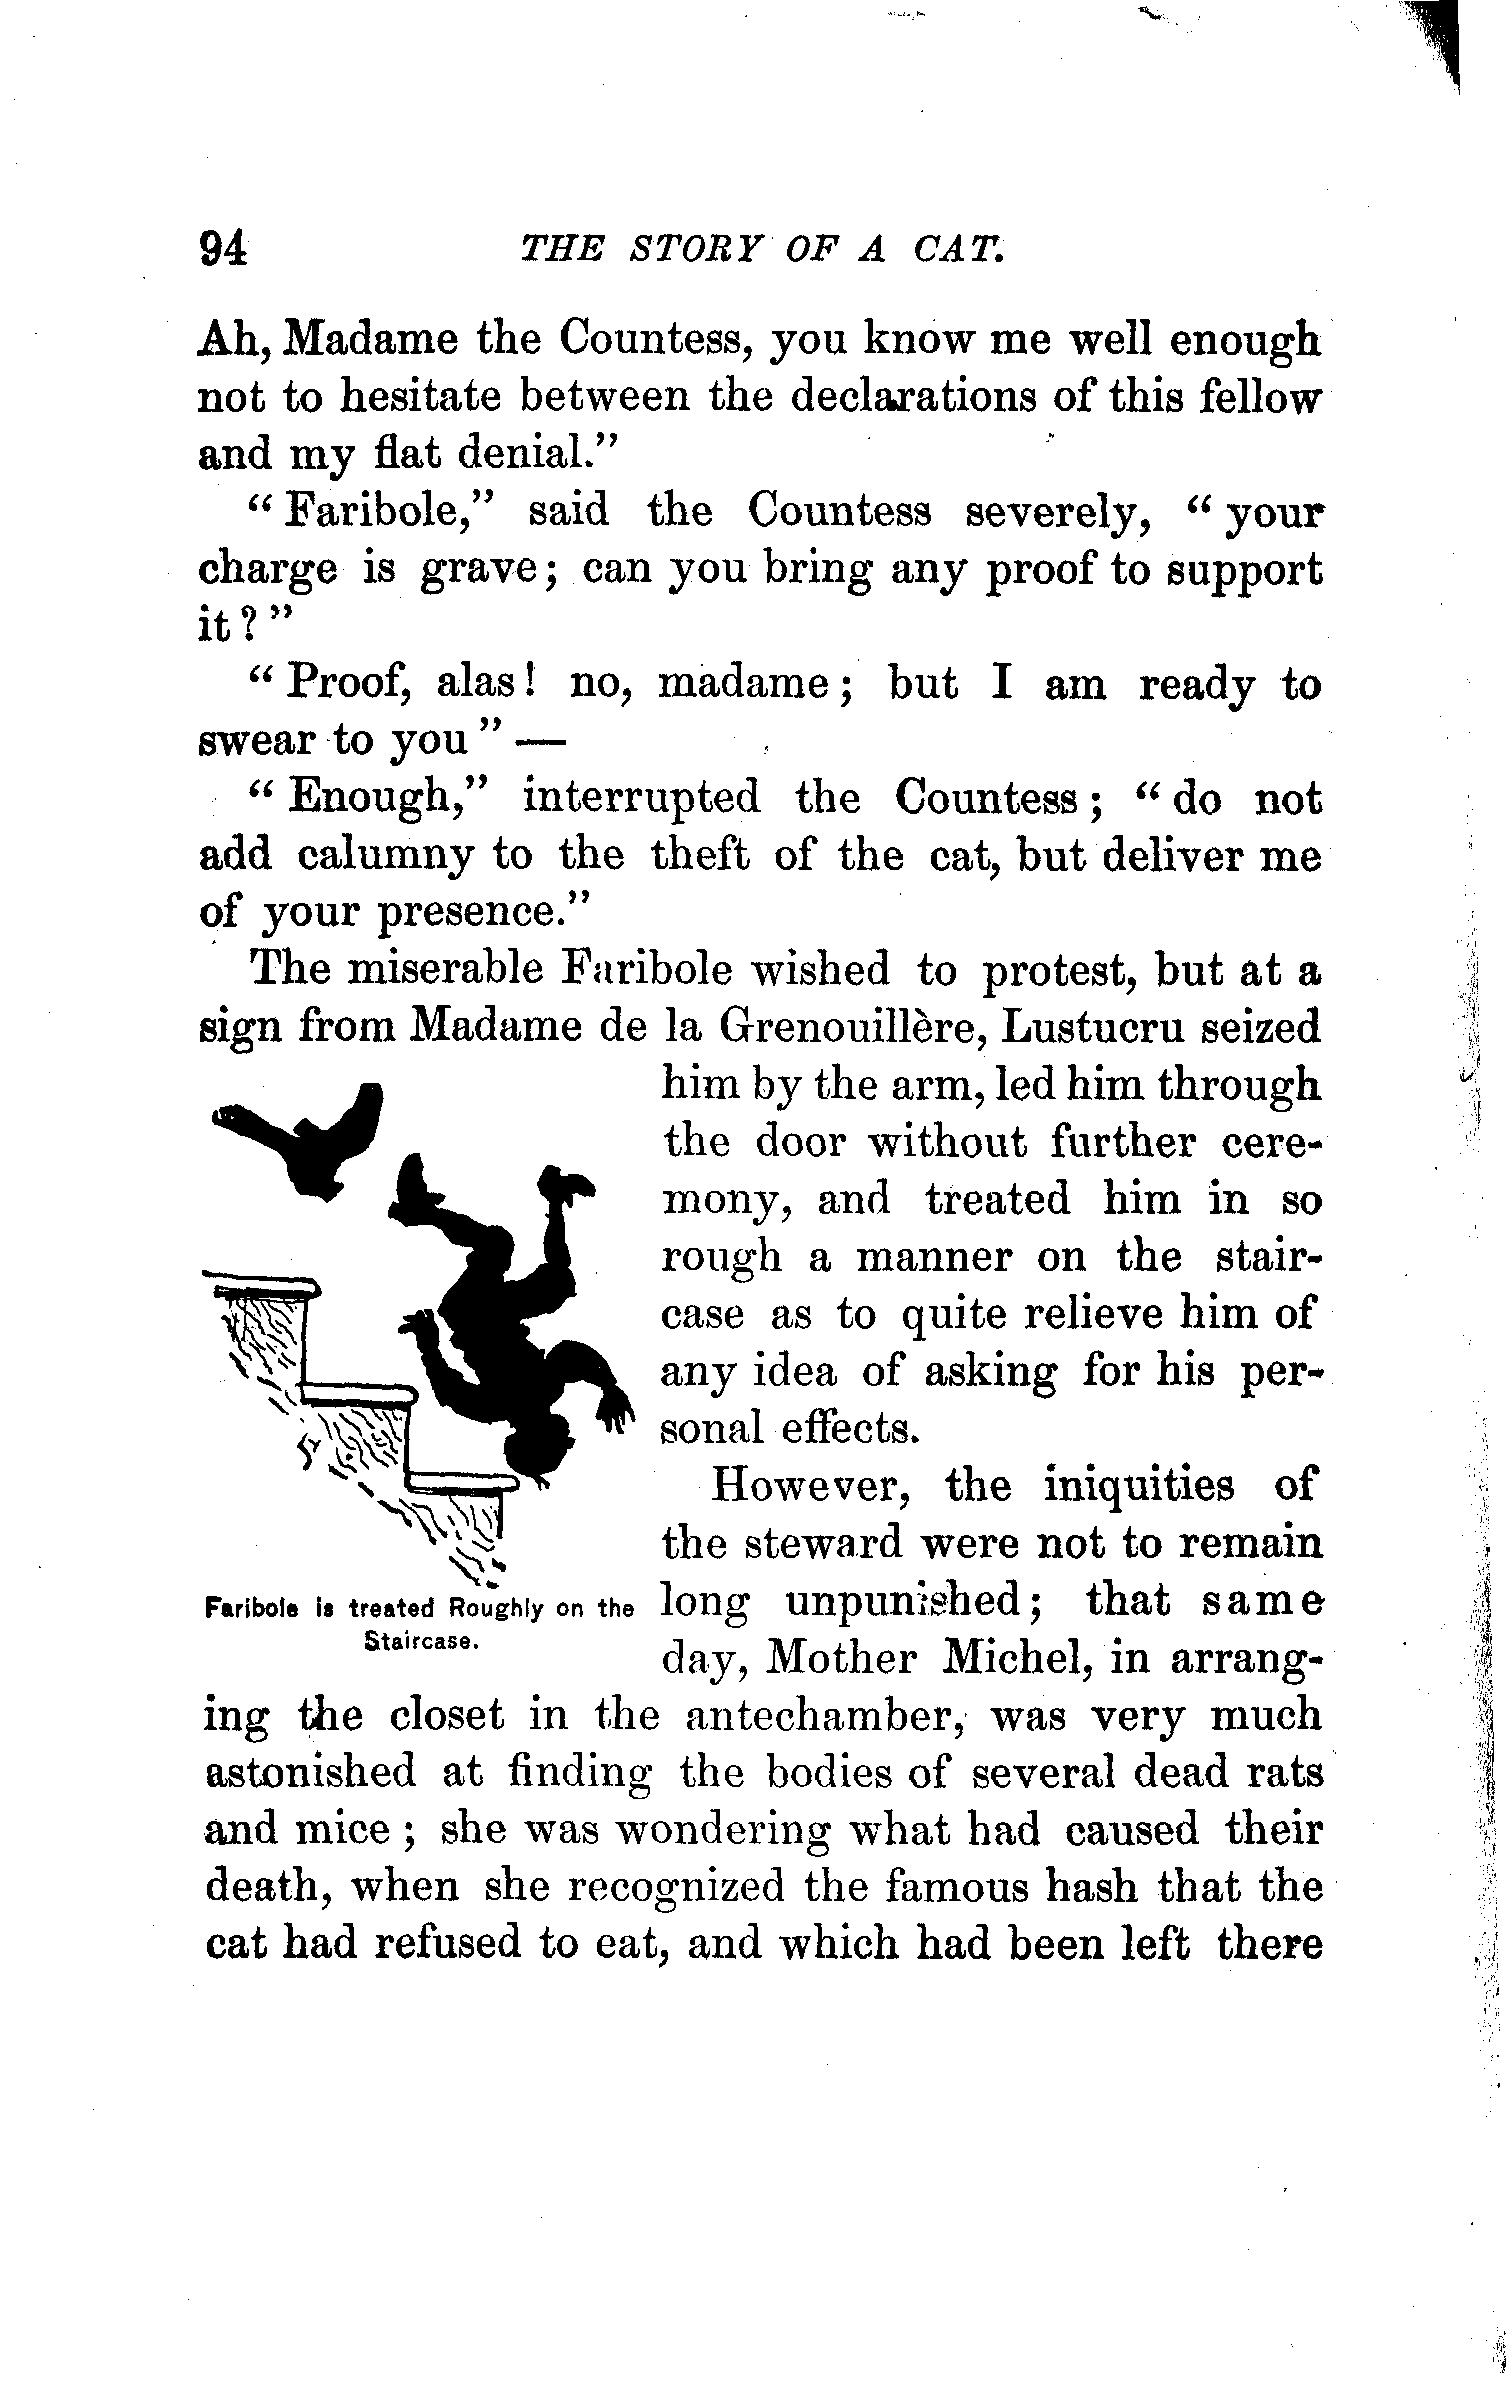 94 THE STORY OF A CAT.
Ah, Madame the Countess, you know me well enough
not to hesitate between the declarations of this fellow
and my flat denial."
"Faribole," said the Countess severely, "your
charge is grave; can you bring any proof to support
it?"
"Proof, alas! no, madame; but I am ready to
swear to you"—
"Enough," interrupted the Countess; "do not
add calumny to the theft of the cat, but deliver me
of your presence."
The miserable Faribole wished to protest, but at a
sign from Madame de la Grenouillère, Lustucru seized
him by the arm, led him through
the door without further cere-
mony, and treated him in so
rough a manner on the stair-
case as to quite relieve him of
any idea of asking for his per-
sonal effects.
However, the iniquities of
the steward were not to remain
long unpunished; that same
day, Mother Michel, in arrang-
Faribole is treated Roughly on the
Staircase.
ing the closet in the antechamber, was very much
astonished at finding the bodies of several dead rats
and mice; she was wondering what had caused their
death, when she recognized the famous hash that the
cat had refused to eat, and which had been left there